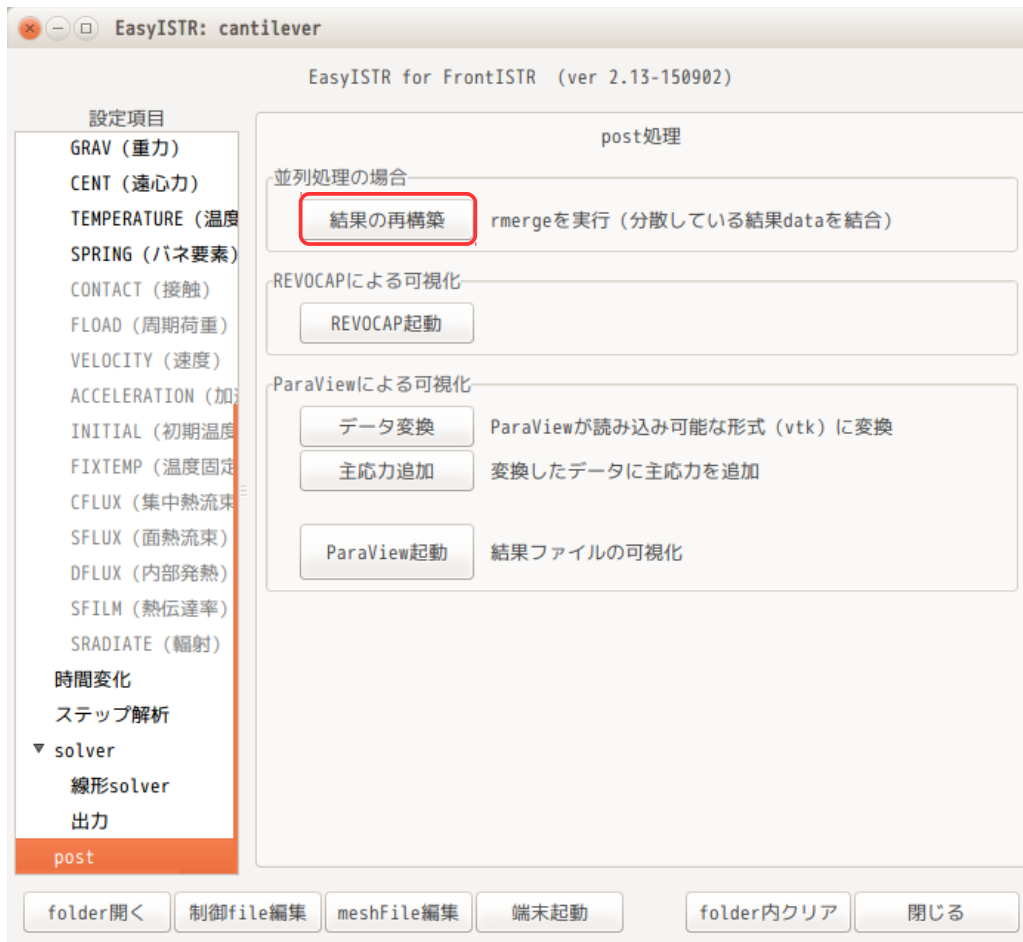 EasyISTR: cantilever
EasyISTR for FrontISTR (ver 2.13-150902)
設定項目
GRAV (重力)
CENT (遠心力)
TEMPERATURE (温度
SPRING (バネ要素)
CONTACT (接触)
FLOAD (周期荷重)
VELOCITY (速度)
ACCELERATION (加速
INITIAL (初期温度
FIXTEMP (温度固定
CFLUX (集中熱流束
SFLUX (面熱流束)
DFLUX (内部発熱)
SFILM (熱伝達率)
SRADIATE (輻射)
時間変化
ステップ解析
solver
線形solver
出力
post
post処理
並列処理の場合
結果の再構築 rmergeを実行(分散している結果dataを結合)
REVOCAPによる可視化
REVOCAP起動
ParaViewによる可視化
データ変換 ParaViewが読み込み可能な形式(vtk)に変換
主応力追加 変換したデータに主応力を追加
ParaView起動 結果ファイルの可視化
folder開く 制御file編集 meshFile編集 端末起動 folder内クリア 閉じる